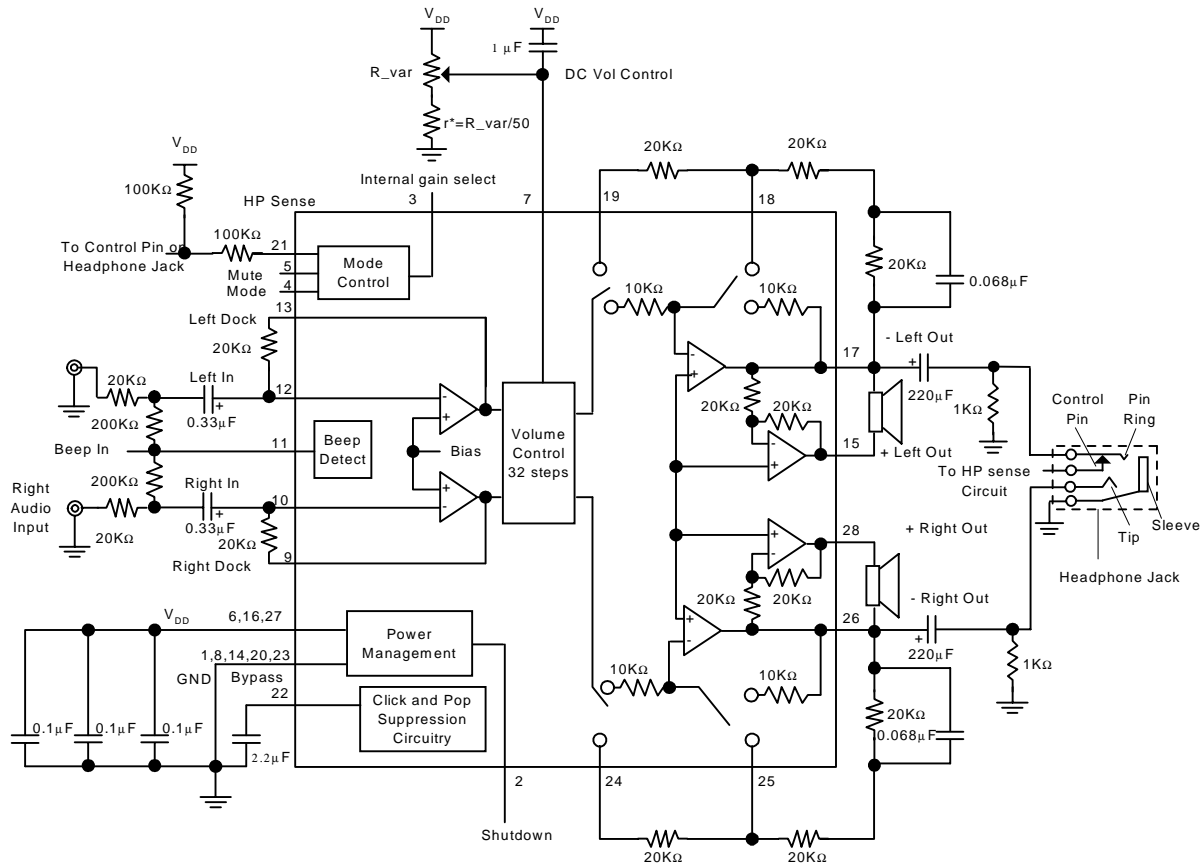 V DD
V DD
1 µF
R_var
DC Vol Control
r*=R_var/50
V DD
20KΩ
20KΩ
100KΩ
Internal gain select
HP Sense
3
7
19
18
100KΩ
21
To Control Pin on
Headphone Jack
Mode
Control
Mute
5
Mode
4
20KΩ
0.068µF
10KΩ
10KΩ
13
Left Dock
20KΩ
17
- Left Out
Left In
12
20KΩ
+
0.33µF
200KΩ
-
+
-
+
20KΩ
20KΩ
+
220µF
1KΩ
Control
Pin
Pin
Ring
Beep In
11
Beep
Detect
Bias
Volume
Control
32 steps
-
+
15
+ Left Out
To HP sense
Circuit
Right
Audio
Input
200KΩ
Right In
10
+
0.33µF
20KΩ
20KΩ
+
-
Sleeve
Tip
Headphone Jack
9
Right Dock
+
-
28
+ Right Out
20KΩ
20KΩ
- Right Out
26
+
-
+
220µF
1KΩ
V DD
6,16,27
Power
Management
1,8,14,20,23
GND
Bypass
22
Click and Pop
Suppression
Circuitry
10KΩ
10KΩ
20KΩ
0.068µF
0.1µF
0.1µF
0.1µF
2.2µF
2
24
25
Shutdown
20KΩ
20KΩ